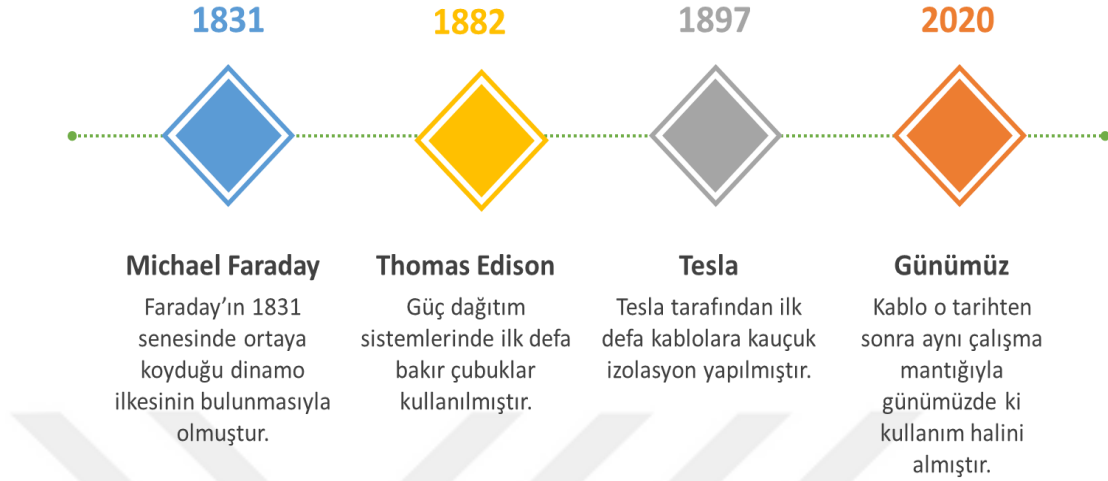 1831
1882
1897
2020
Michael Faraday
Faraday’ın 1831
senesinde ortaya
koyduğu dinamo
ilkesinin bulunmasıyla
olmuştur.
Thomas Edison
Güç dağıtım
sistemlerinde ilk defa
bakır çubuklar
kullanılmıştır.
Tesla
Tesla tarafından ilk
defa kablolara kauçuk
izolasyon yapılmıştır.
Günümüz
Kablo o tarihten
sonra aynı çalışma
mantığıyla
günümüzde ki
kullanım halini
almıştır.